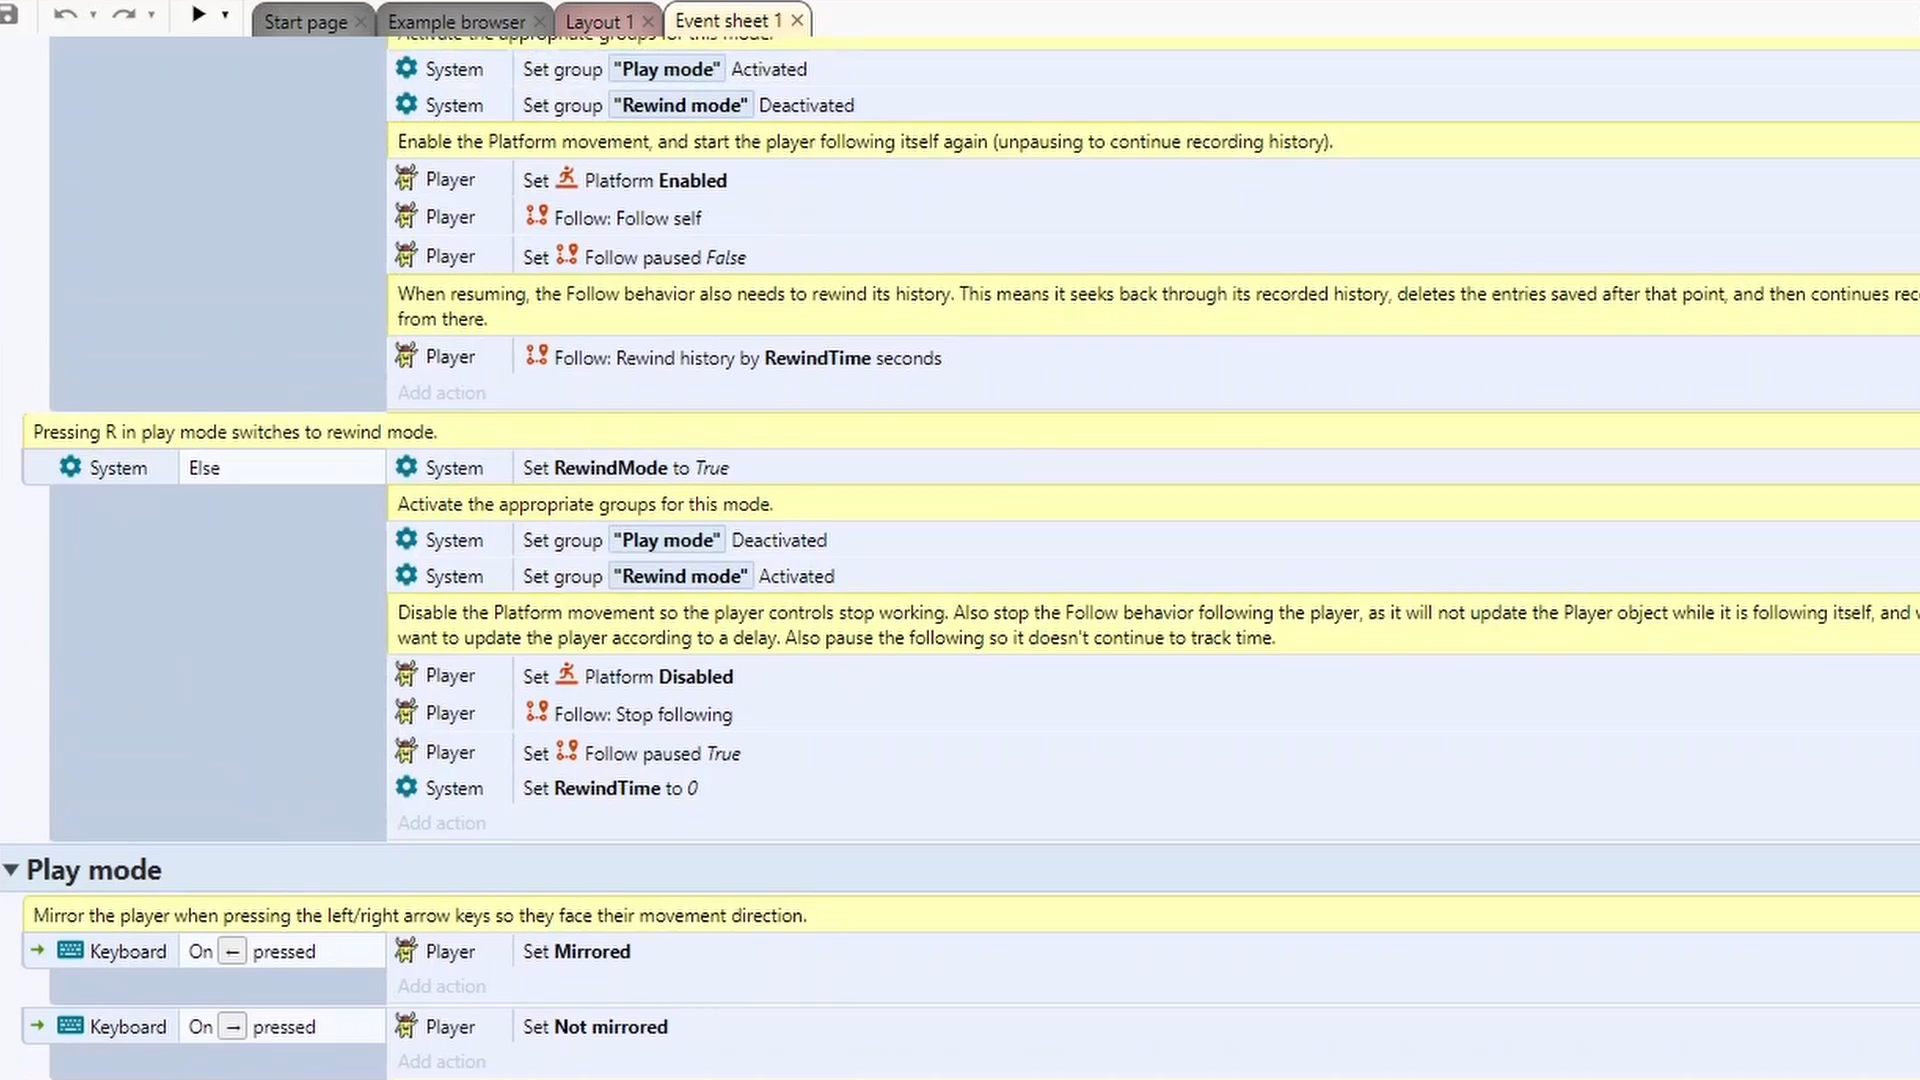 Start page
Example browser
Layout 1
Event sheet 1
Activate the appropriate groups for this mode.
System Set group "Play mode" Activated
System Set group "Rewind mode" Deactivated
Enable the Platform movement, and start the player following itself again (unpausing to continue recording history).
Player Set Platform Enabled
Player Follow: Follow self
Player Set Follow paused False
When resuming, the Follow behavior also needs to rewind its history. This means it seeks back through its recorded history, deletes the entries saved after that point, and then continues rec
from there.
Player Follow: Rewind history by RewindTime seconds
Add action
Pressing R in play mode switches to rewind mode.
System Else System Set RewindMode to True
Activate the appropriate groups for this mode.
System Set group "Play mode" Deactivated
System Set group "Rewind mode" Activated
Disable the Platform movement so the player controls stop working. Also stop the Follow behavior following the player, as it will not update the Player object while it is following itself, and
want to update the player according to a delay. Also pause the following so it doesn't continue to track time.
Player Set Platform Disabled
Player Follow: Stop following
Player Set Follow paused True
System Set RewindTime to 0
Add action
Play mode
Mirror the player when pressing the left/right arrow keys so they face their movement direction.
Keyboard On ← pressed Player Set Mirrored
Add action
Keyboard On → pressed Player Set Not mirrored
Add action